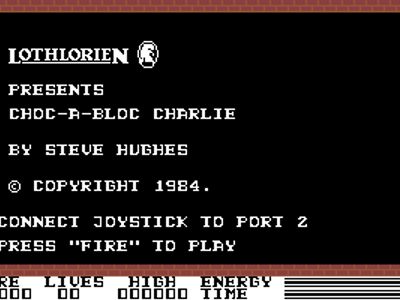 LOTHLORIEN
PRESENTS
CHOC-A-BLOC CHARLIE
BY STEVE HUGHES
© COPYRIGHT 1984.
CONNECT JOYSTICK TO PORT 2
PRESS "FIRE" TO PLAY
RE LIVES HIGH ENERGY
000 00 000000 TIME